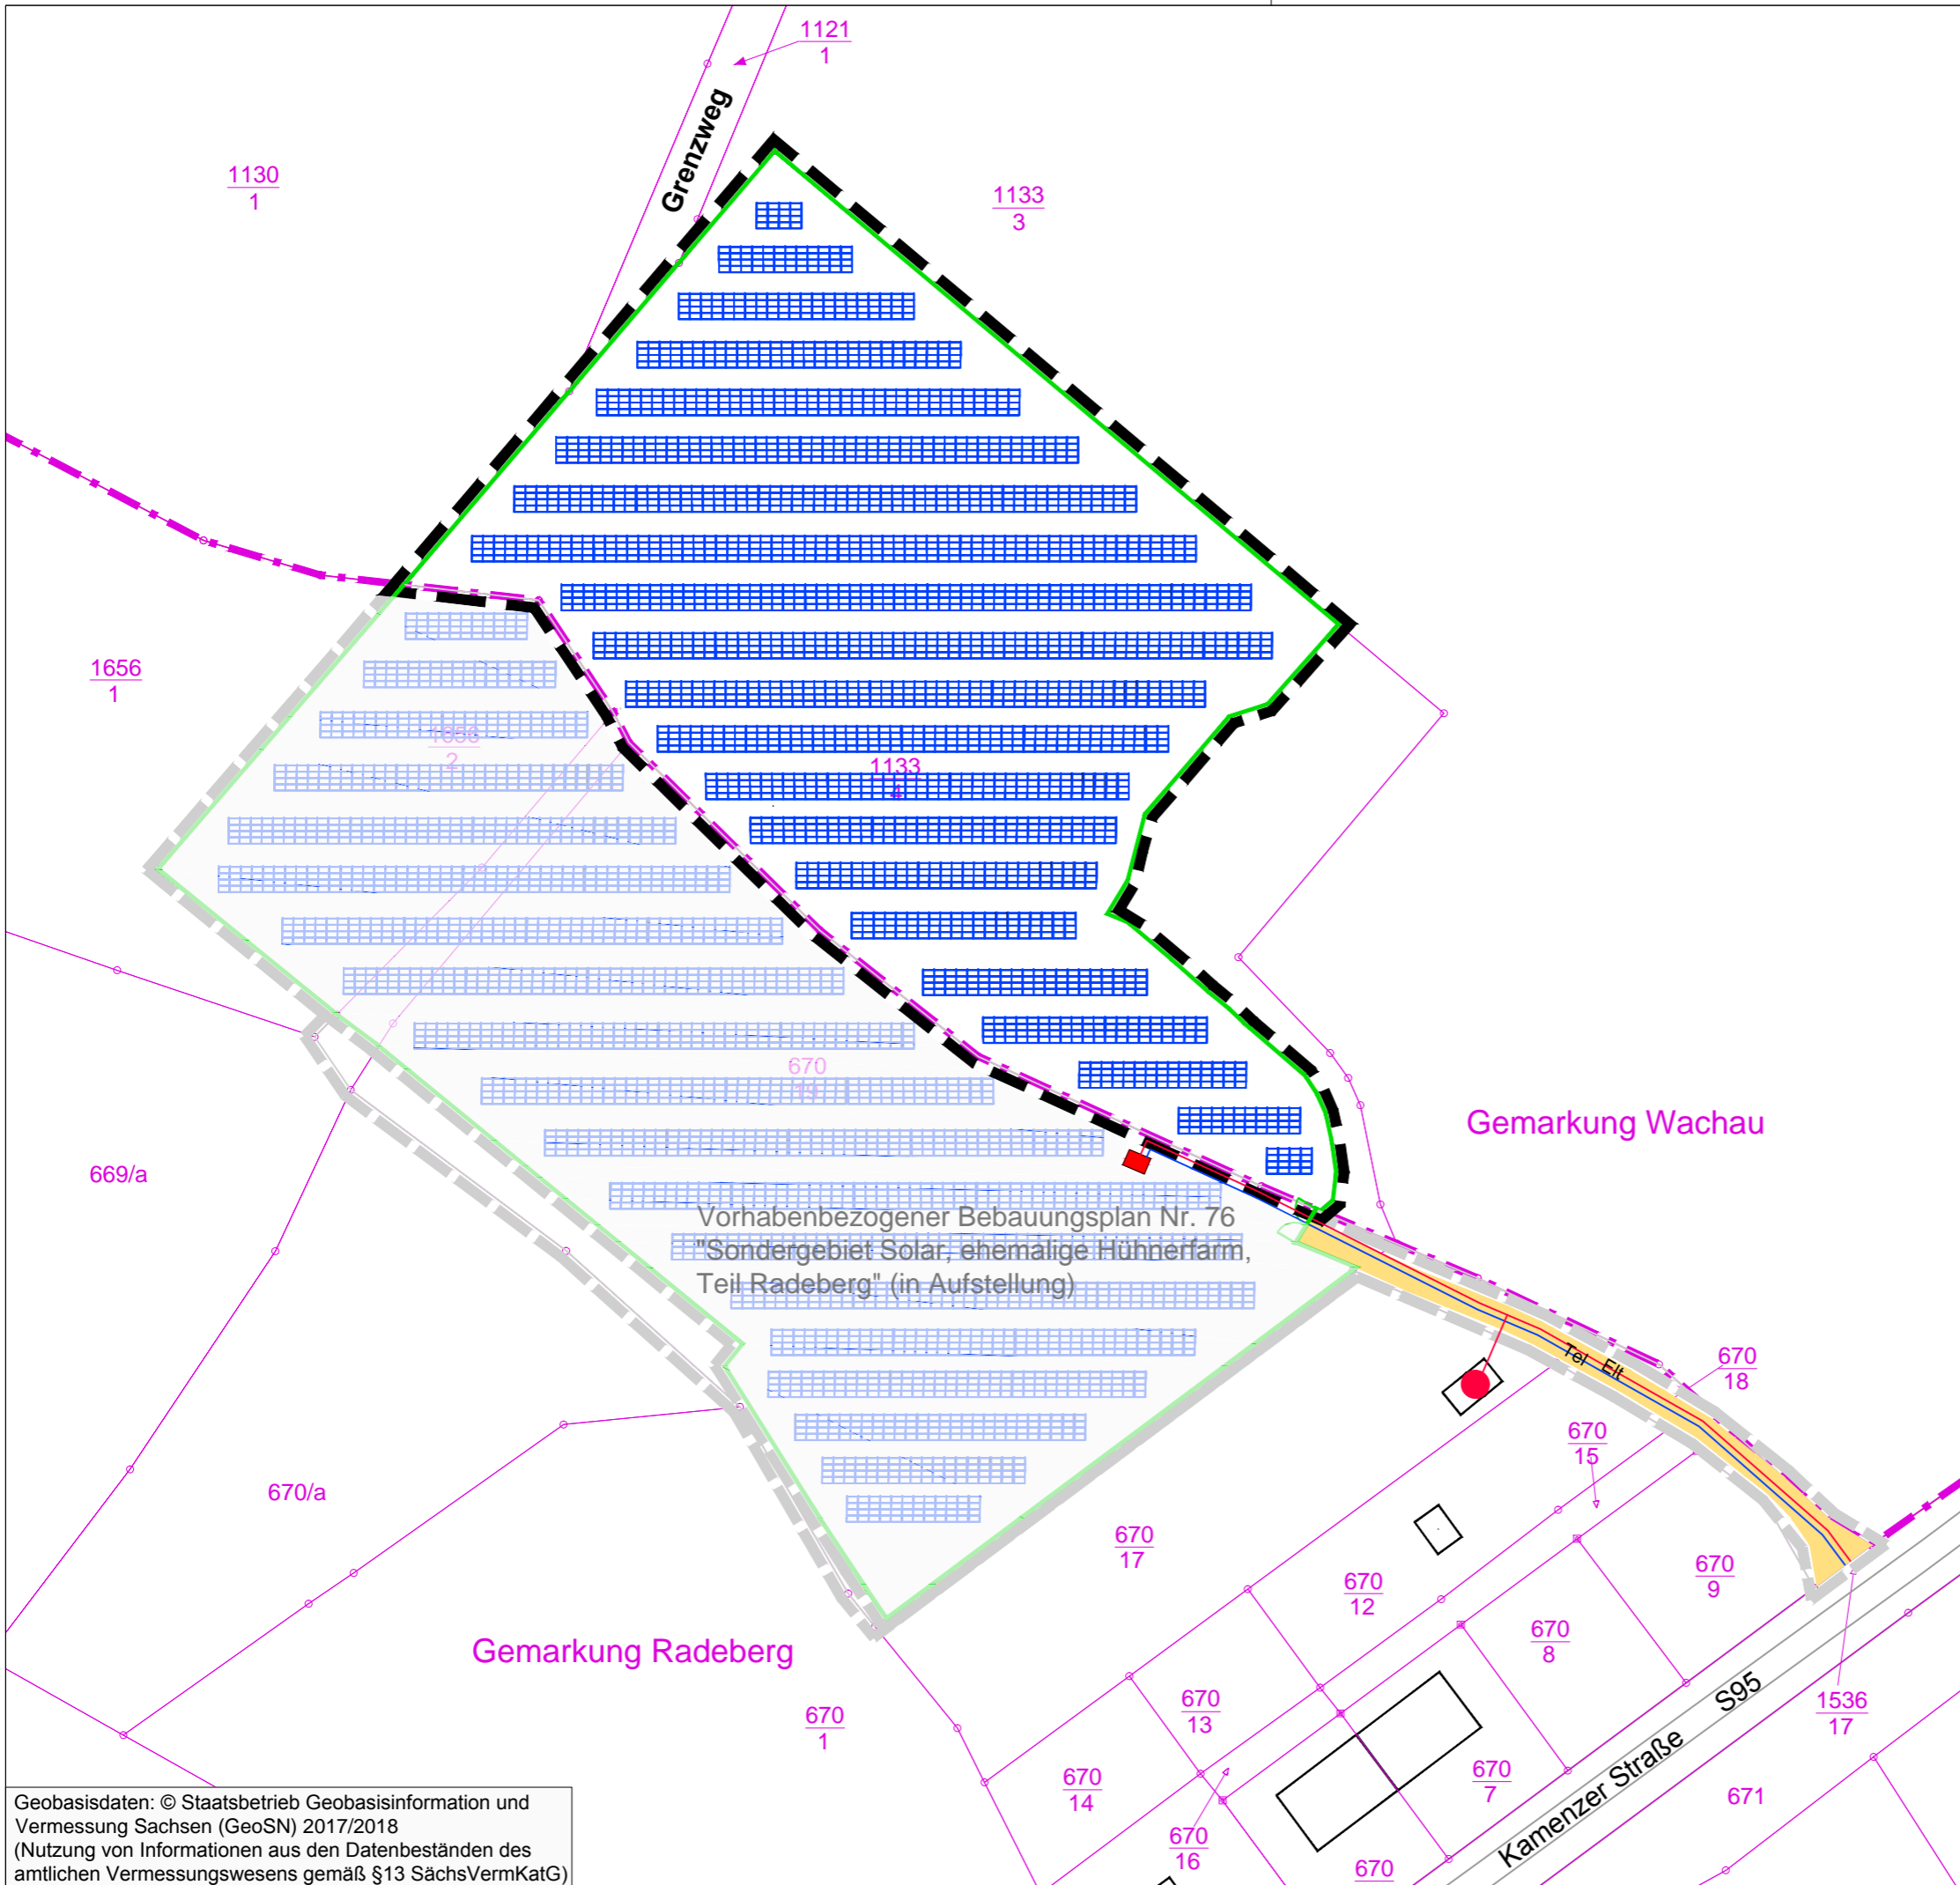 1121
1
Grenzweg
1130
1
1133
3
1656
1
1656
2
1133
4
670
Gemarkung Wachau
669/a
Vorhabenbezogener Bebauungsplan Nr. 76
"Sondergebiet Solar, ehemalige Hühnerfarm,
Teil Radeberg" (in Aufstellung)
Tel Elt
670
18
670
15
670/a
670
17
670
12
670
9
670
8
Gemarkung Radeberg
670
1
670
13
S95
1536
17
670
14
670
7
Kamenzer Straße
671
670
16
670
Geobasisdaten: © Staatsbetrieb Geobasisinformation und
Vermessung Sachsen (GeoSN) 2017/2018
(Nutzung von Informationen aus den Datenbeständen des
amtlichen Vermessungswesens gemäß §13 SächsVermKatG)